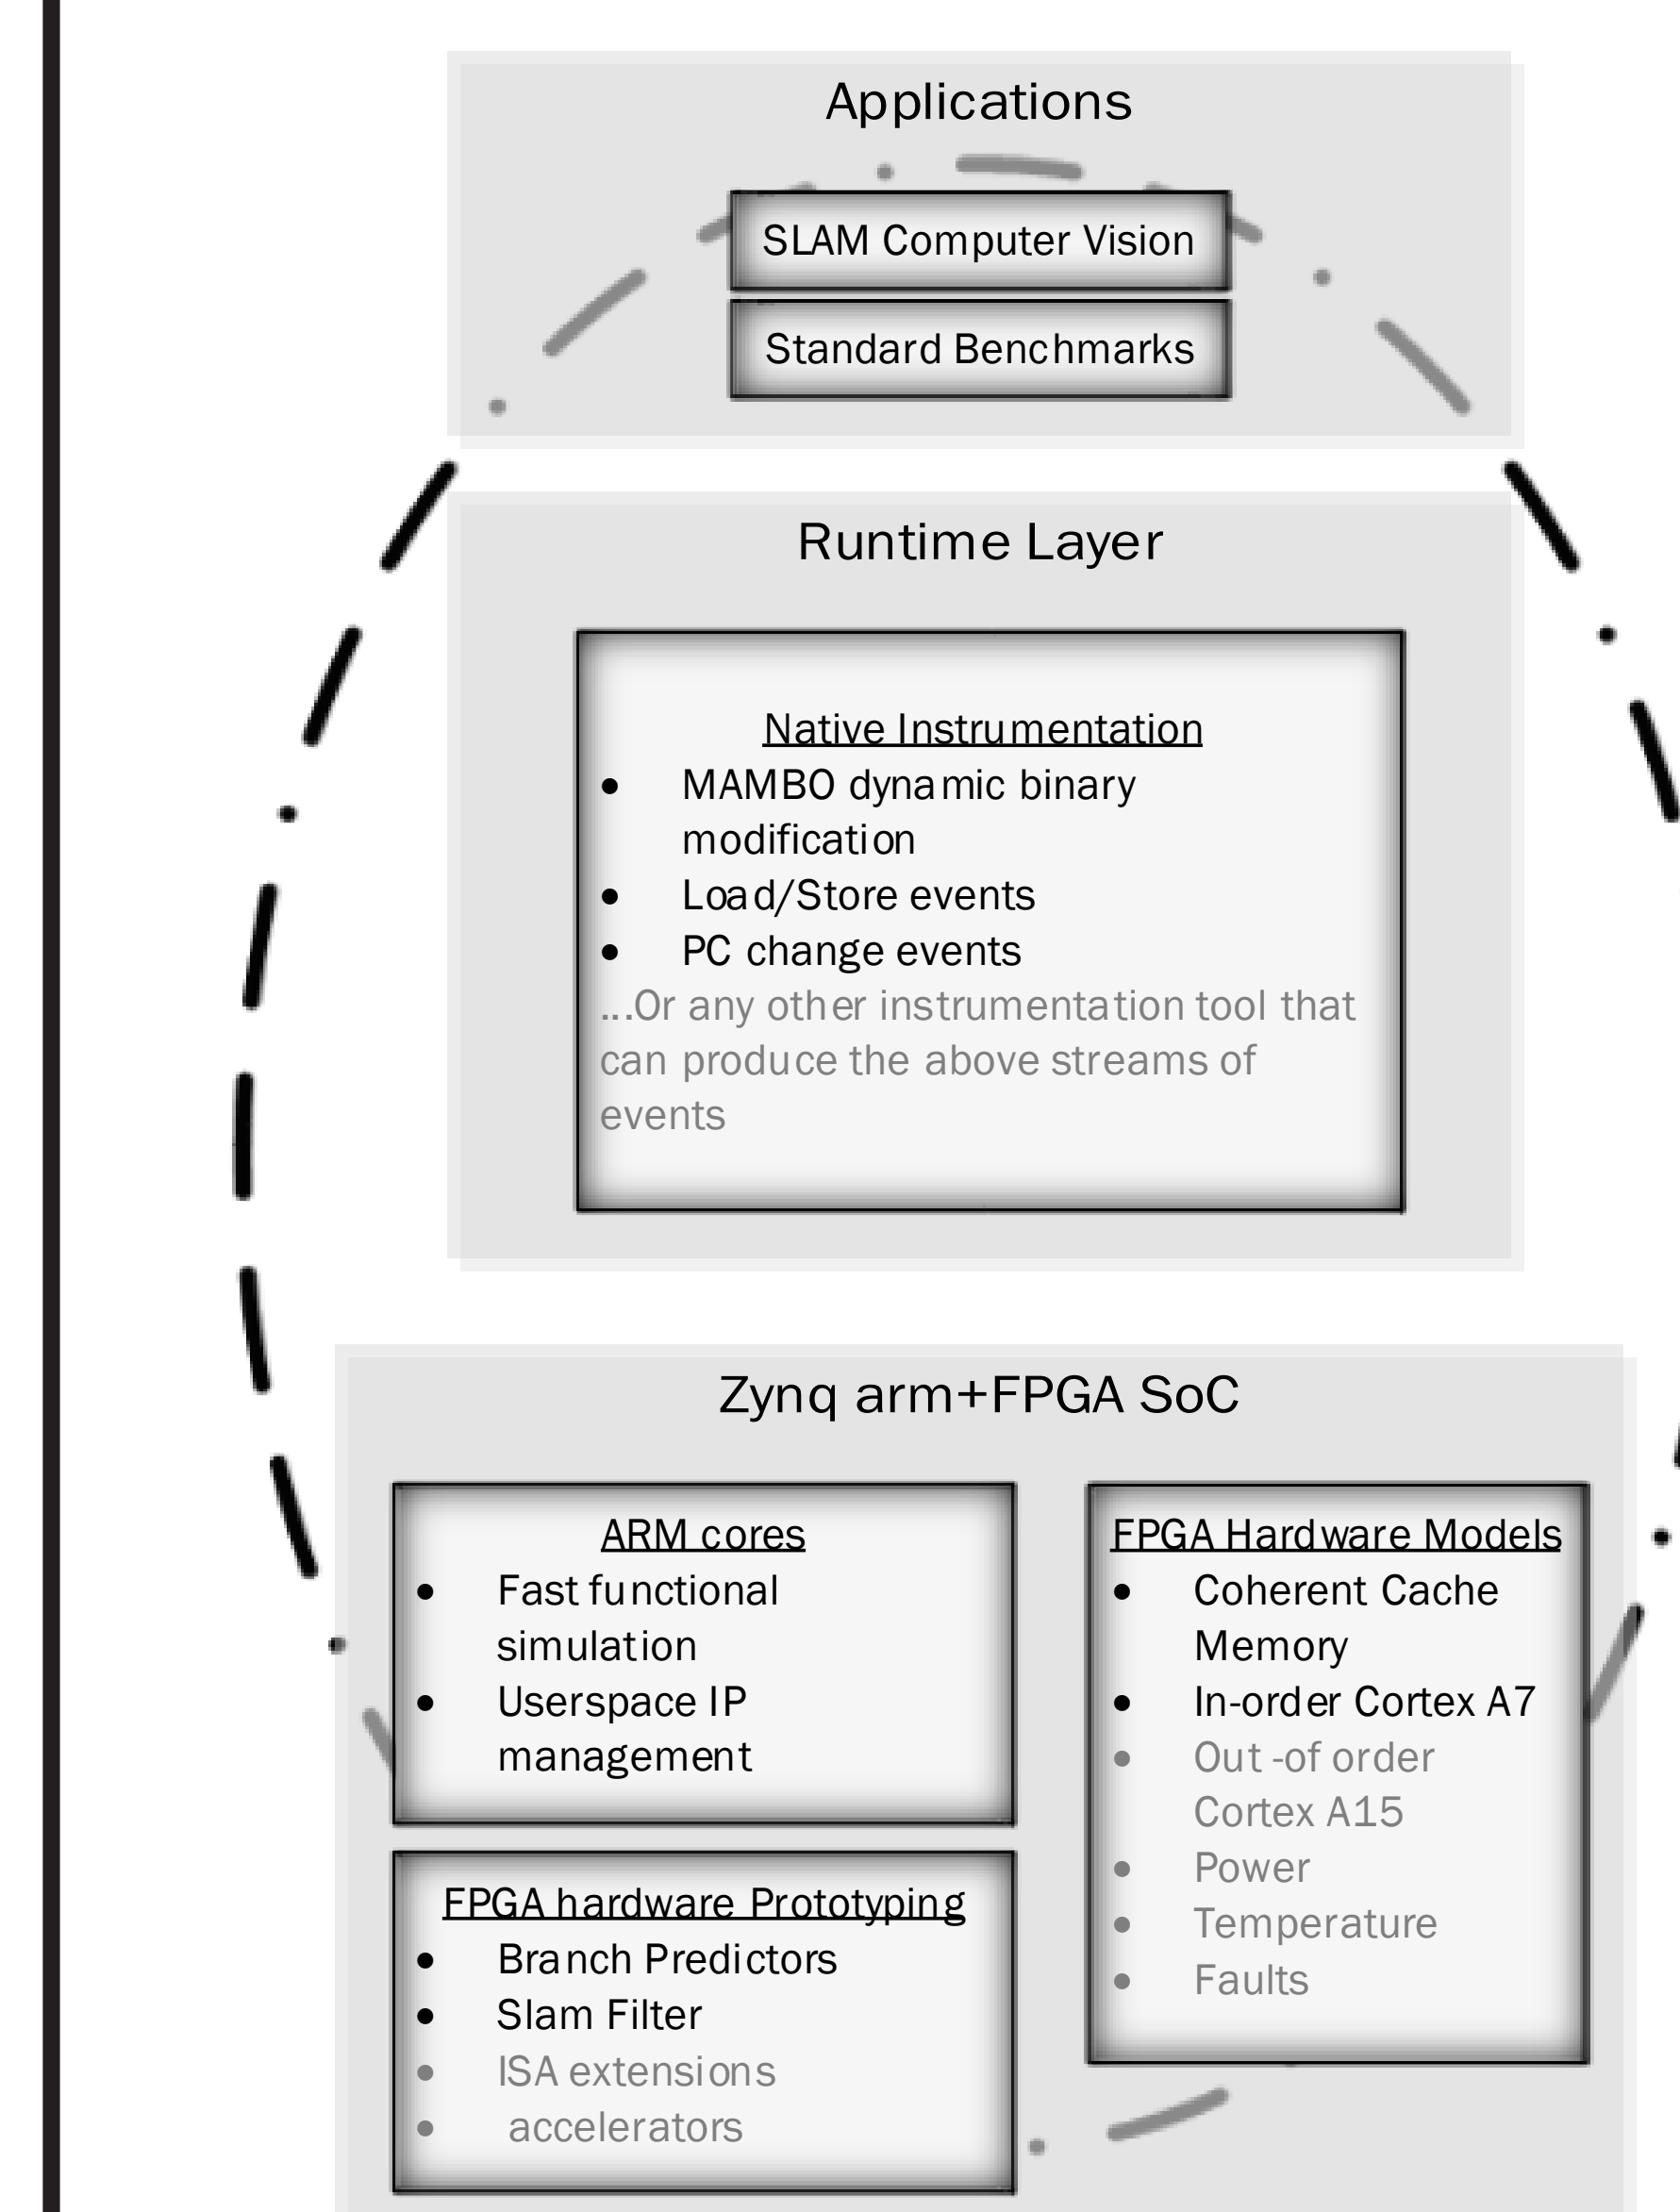 Applications
SLAM Computer Vision
Standard Benchmarks
Runtime Layer
Native Instrumentation
• MAMBO dynamic binary
modification
• Load/Store events
• PC change events
...Or any other instrumentation tool that
can produce the above streams of
events
Zynq arm+FPGA SoC
ARM cores
• Fast functional
simulation
• Userspace IP
management
FPGA hardware Prototyping
• Branch Predictors
• Slam Filter
• ISA extensions
• accelerators
FPGA Hardware Models
• Coherent Cache
Memory
• In-order Cortex A7
• Out -of order
Cortex A15
• Power
• Temperature
• Faults